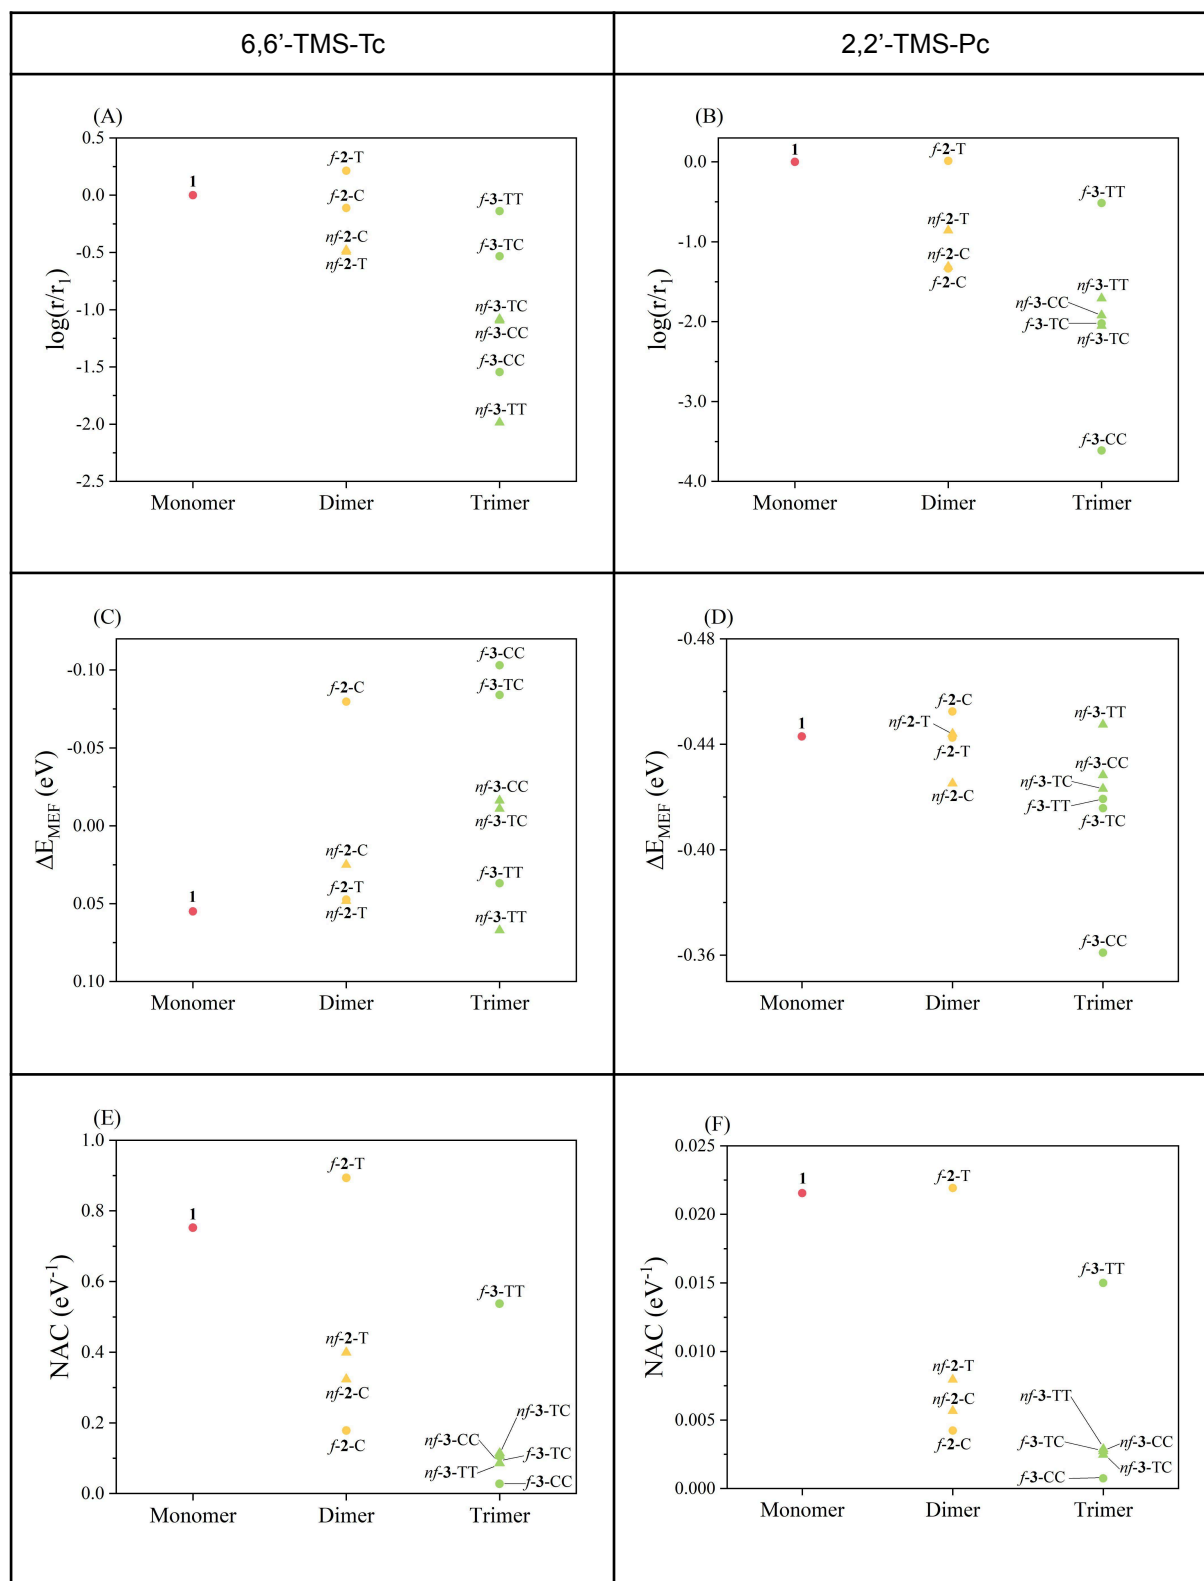 6,6’-TMS-Tc
2,2’-TMS-Pc
(A)
log(r/r1)
0.5
0.0
-0.5
-1.0
-1.5
-2.0
-2.5
1
f-2-T
f-2-C
nf-2-C
nf-2-T
f-3-TT
f-3-TC
nf-3-TC
nf-3-CC
f-3-CC
nf-3-TT
Monomer
Dimer
Trimer
(B)
log(r/r1)
0.0
-1.0
-2.0
-3.0
-4.0
1
f-2-T
nf-2-T
nf-2-C
f-2-C
f-3-TT
nf-3-TT
nf-3-CC
f-3-TC
nf-3-TC
f-3-CC
Monomer
Dimer
Trimer
(C)
ΔEMEF (eV)
-0.10
-0.05
0.00
0.05
0.10
1
f-2-C
nf-2-C
f-2-T
nf-2-T
f-3-CC
f-3-TC
nf-3-CC
nf-3-TC
f-3-TT
nf-3-TT
Monomer
Dimer
Trimer
(D)
ΔEMEF (eV)
-0.48
-0.44
-0.40
-0.36
1
f-2-C
nf-2-T
f-2-T
nf-2-C
nf-3-TT
nf-3-CC
nf-3-TC
f-3-TT
f-3-TC
f-3-CC
Monomer
Dimer
Trimer
(E)
NAC (eV-1)
1.0
0.8
0.6
0.4
0.2
0.0
1
f-2-T
nf-2-T
nf-2-C
f-2-C
f-3-TT
nf-3-TC
nf-3-CC
f-3-TC
nf-3-TT
f-3-CC
Monomer
Dimer
Trimer
(F)
NAC (eV-1)
0.025
0.020
0.015
0.010
0.005
0.000
1
f-2-T
nf-2-T
nf-2-C
f-2-C
f-3-TT
nf-3-TT
f-3-TC
nf-3-CC
nf-3-TC
f-3-CC
Monomer
Dimer
Trimer